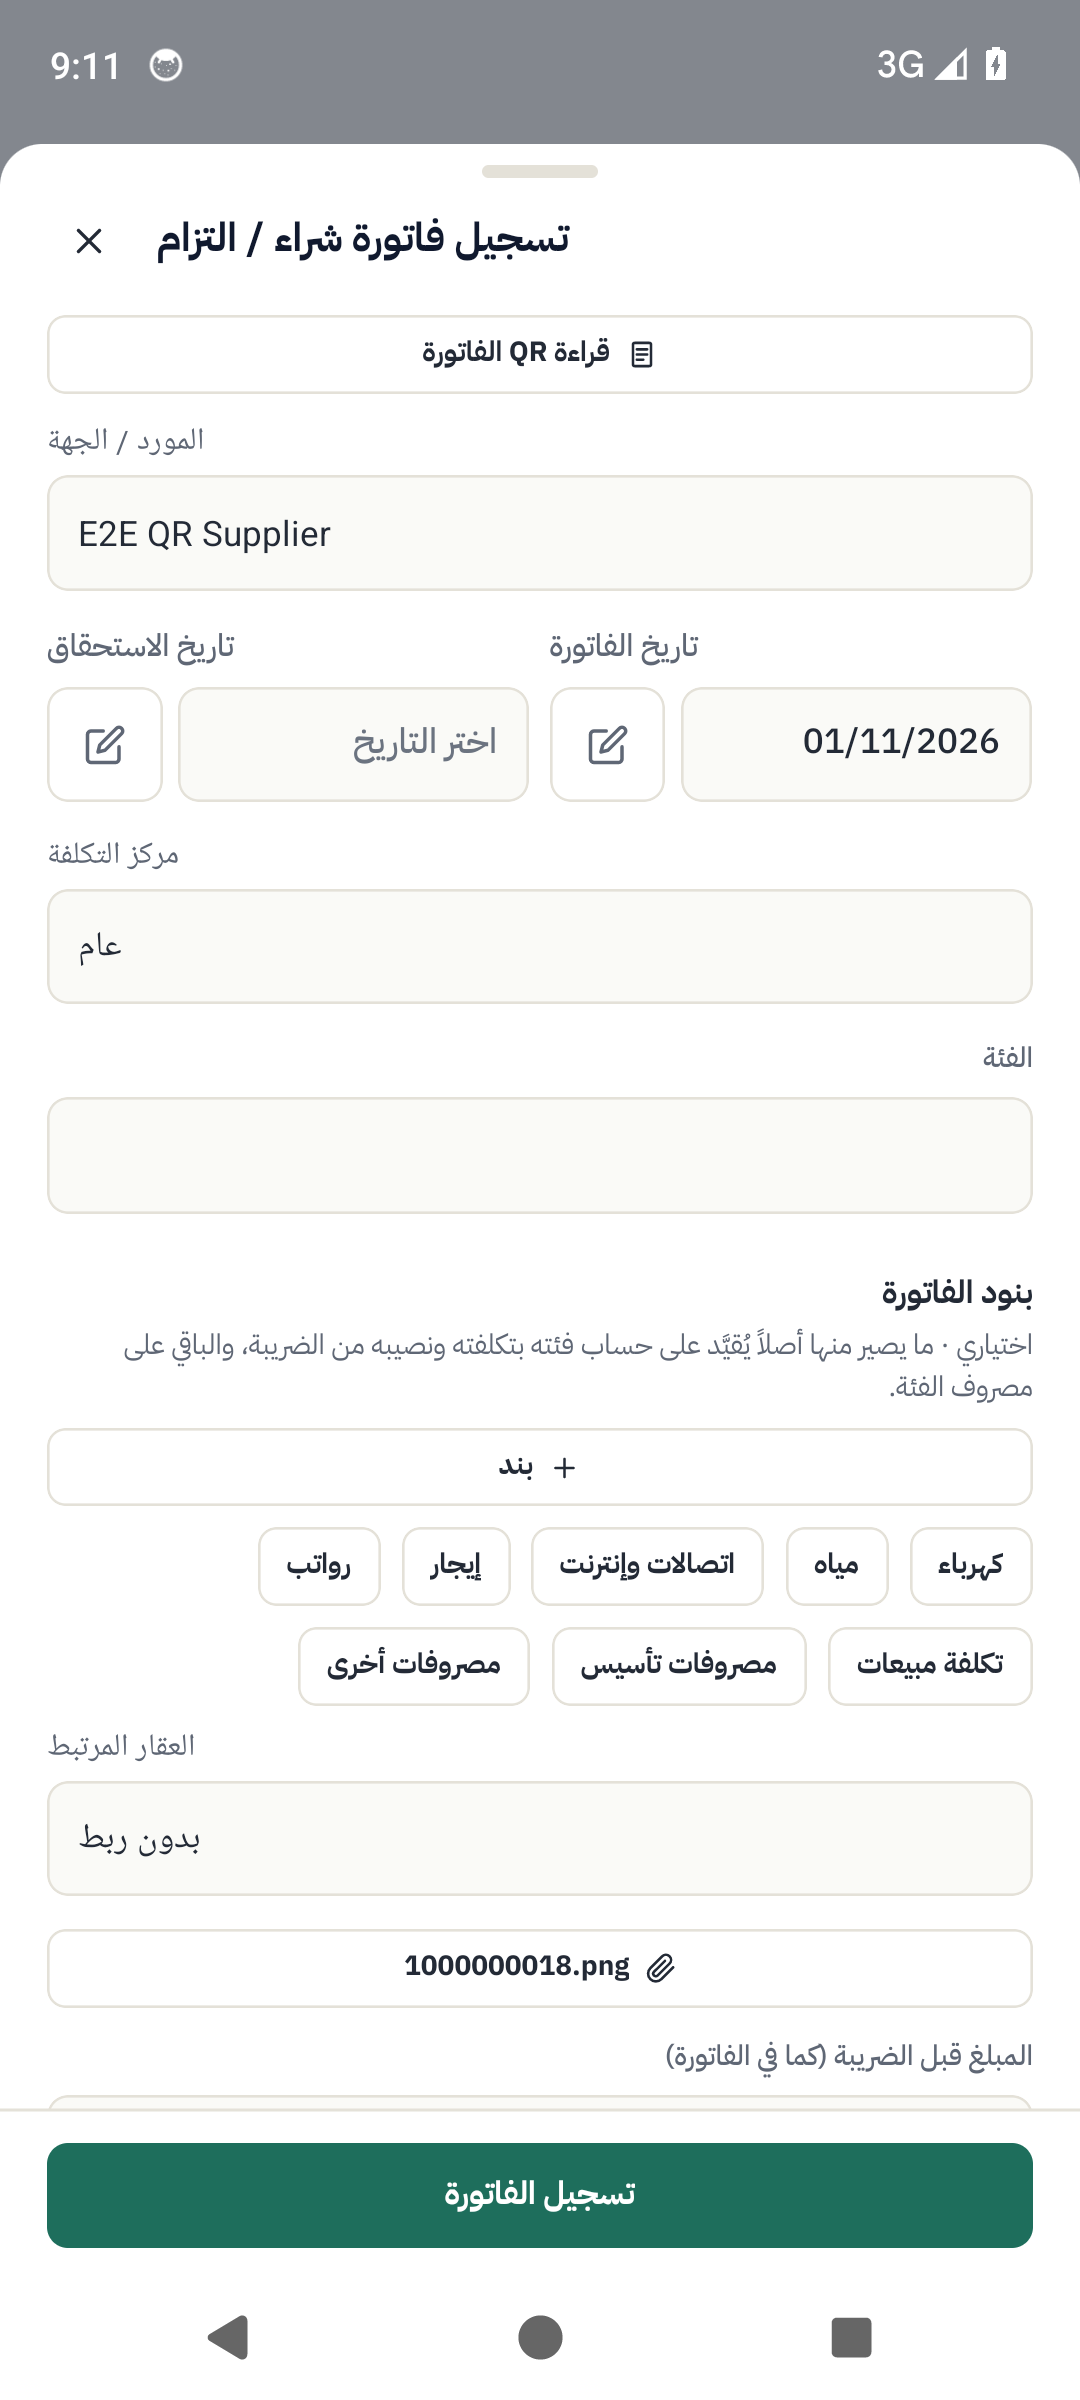 9:11
3G
تسجيل فاتورة شراء / التزام
قراءة QR الفاتورة
المورد / الجهة
E2E QR Supplier
تاريخ الفاتورة
تاريخ الاستحقاق
01/11/2026
اختر التاريخ
مركز التكلفة
عام
الفئة
بنود الفاتورة
اختياري · ما يصير منها أصلاً يُقيَّد على حساب فئته بتكلفته ونصيبه من الضريبة، والباقي على
مصروف الفئة.
بند
كهرباء
مياه
اتصالات وإنترنت
إيجار
رواتب
تكلفة مبيعات
مصروفات تأسيس
مصروفات أخرى
العقار المرتبط
بدون ربط
1000000018.png
المبلغ قبل الضريبة (كما في الفاتورة)
تسجيل الفاتورة